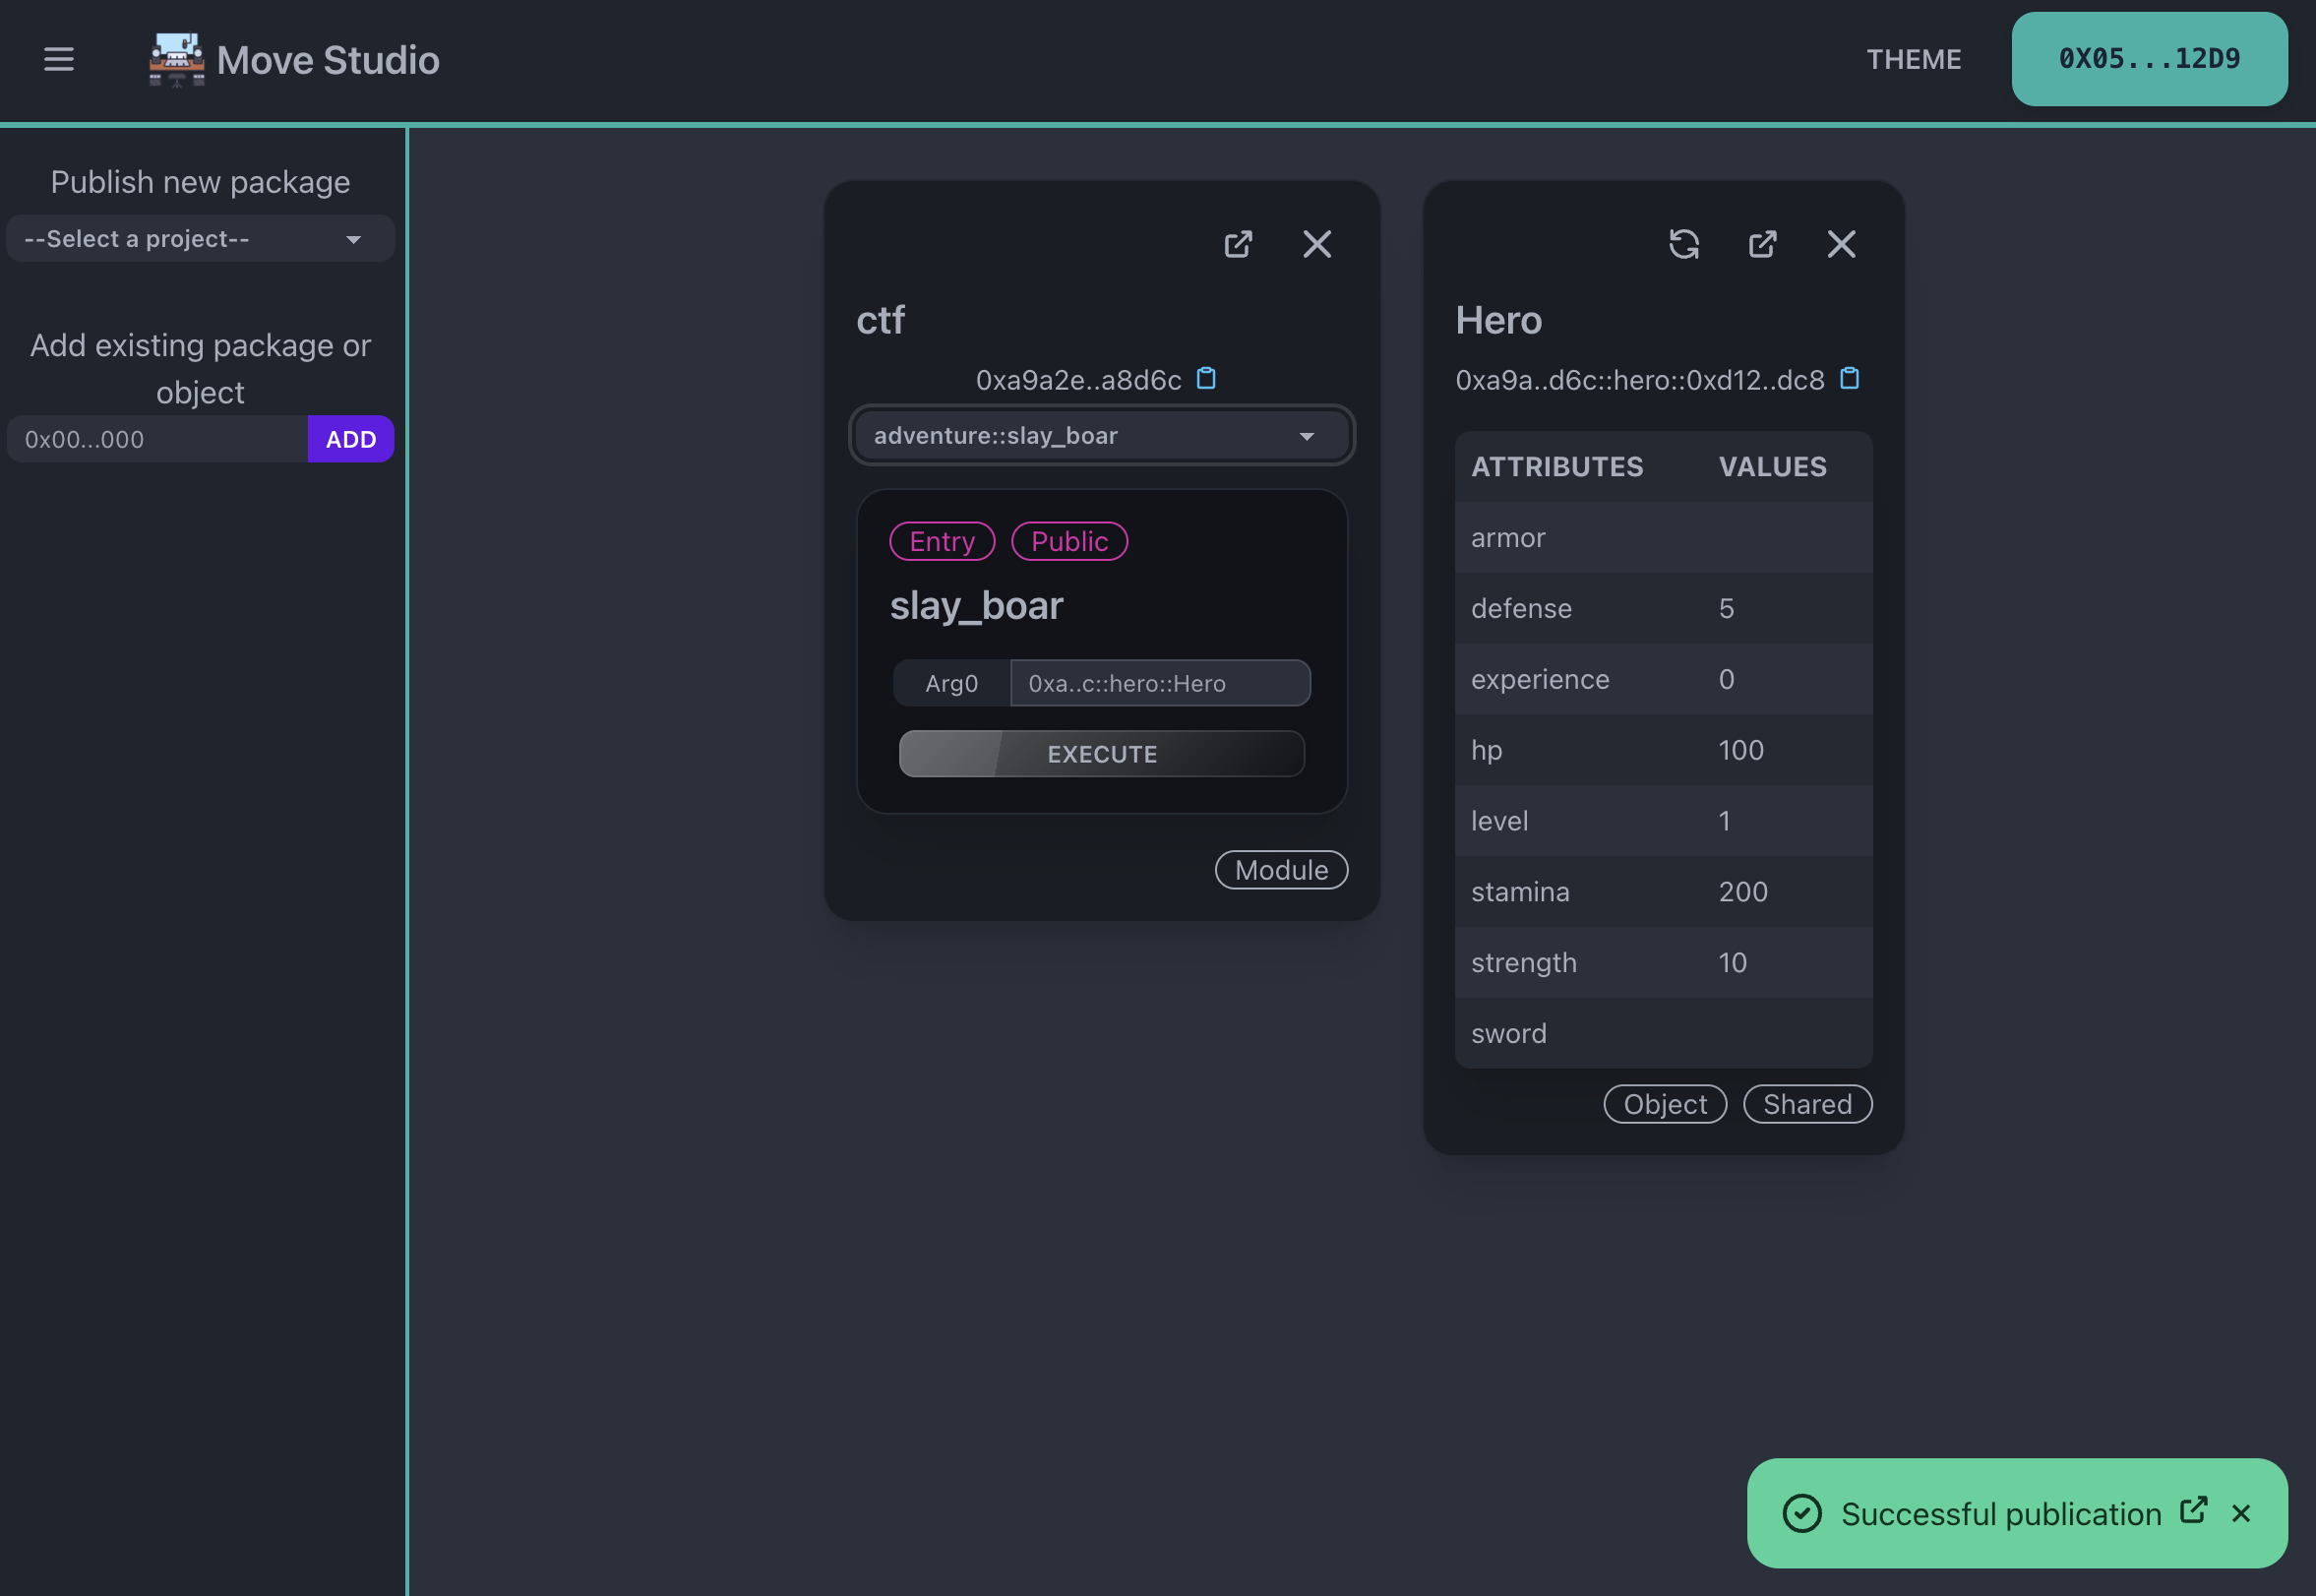 Move Studio
THEME
0X05...12D9
Publish new package
--Select a project--
Add existing package or
object
0x00...000
ADD
ctf
0xa9a2e..a8d6c
adventure::slay_boar
Entry
Public
slay_boar
Arg0
0xa..c::hero::Hero
EXECUTE
Module
Hero
0xa9a..d6c::hero::0xd12..dc8
ATTRIBUTES VALUES
armor
defense 5
experience 0
hp 100
level 1
stamina 200
strength 10
sword
Object
Shared
Successful publication